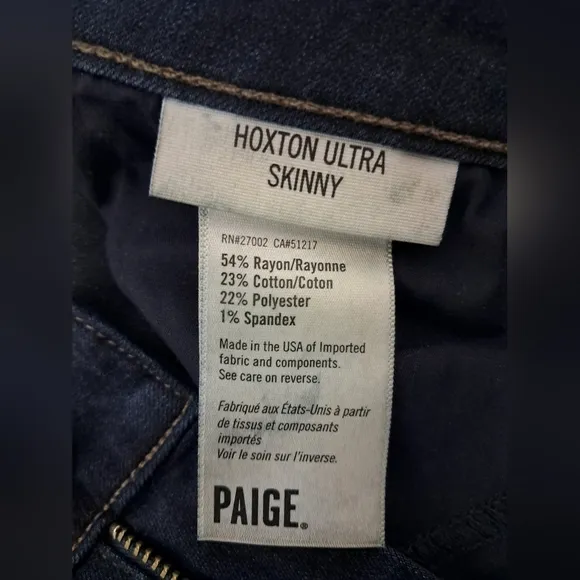 HOXTON ULTRA
SKINNY
RN#27002 CA#51217
54% Rayon/Rayonne
23% Cotton/Coton
22% Polyester
1% Spandex
Made in the USA of Imported
fabric and components.
See care on reverse.
Fabriqué aux États-Unis à partir
de tissus et composants
importés
Voir le soin sur l'inverse.
PAIGE®